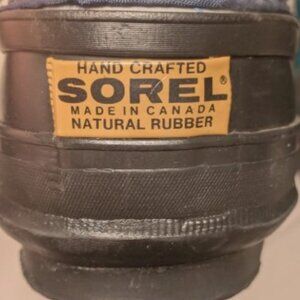 HAND CRAFTED
SOREL®
MADE IN CANADA
NATURAL RUBBER